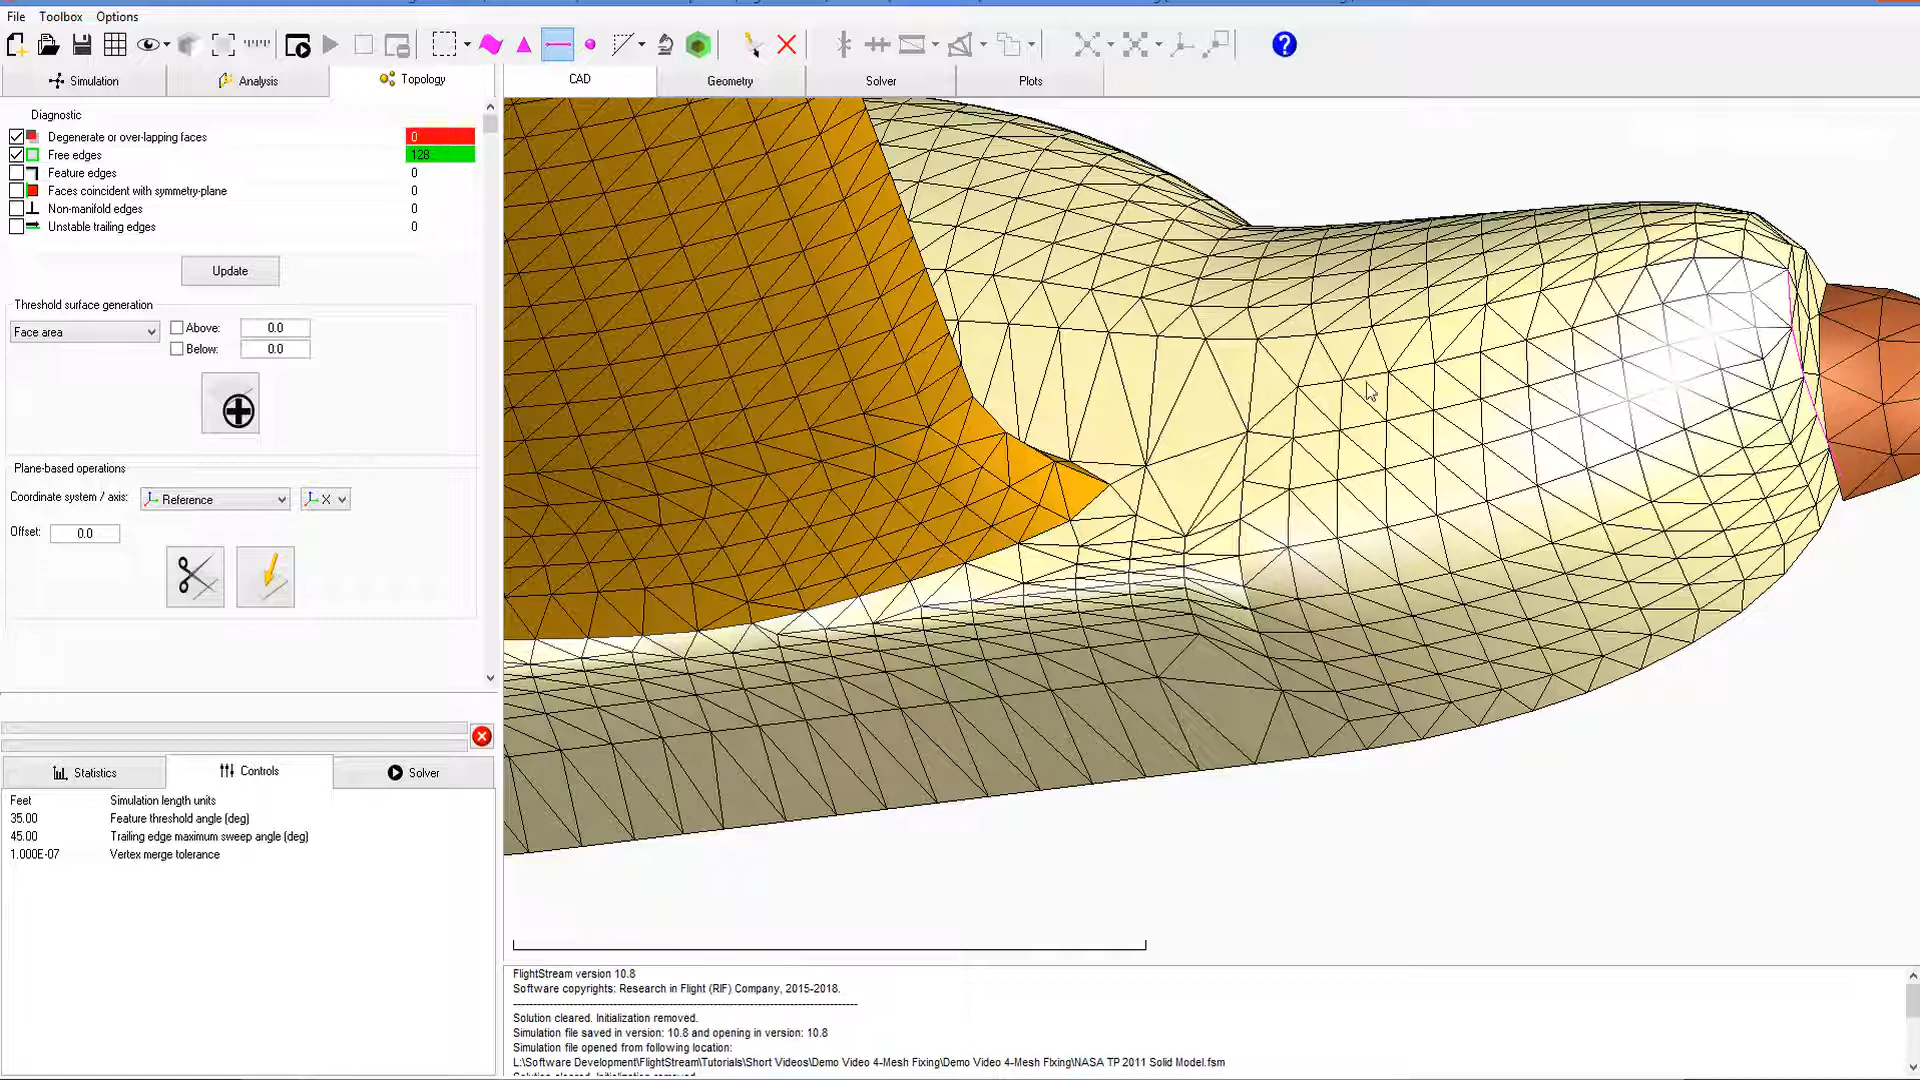 File Toolbox Options
Simulation Analysis Topology CAD Geometry Solver Plots
Diagnostic
Degenerate or over-lapping faces 0
Free edges 128
Feature edges 0
Faces coincident with symmetry-plane 0
Non-manifold edges 0
Unstable trailing edges 0
Update
Threshold surface generation
Face area Above: 0.0
Below: 0.0
Plane-based operations
Coordinate system / axis: Reference X
Offset: 0.0
Statistics Controls Solver
Feet Simulation length units
35.00 Feature threshold angle (deg)
45.00 Trailing edge maximum sweep angle (deg)
1.000E-07 Vertex merge tolerance
FlightStream version 10.8
Software copyrights: Research in Flight (RIF) Company, 2015-2018.
Solution cleared. Initialization removed.
Simulation file saved in version: 10.8 and opening in version: 10.8
Simulation file opened from following location:
L:\Software Development\FlightStream\Tutorials\Short Videos\Demo Video 4-Mesh Fixing\Demo Video 4-Mesh FIxing\NASA TP 2011 Solid Model.fsm